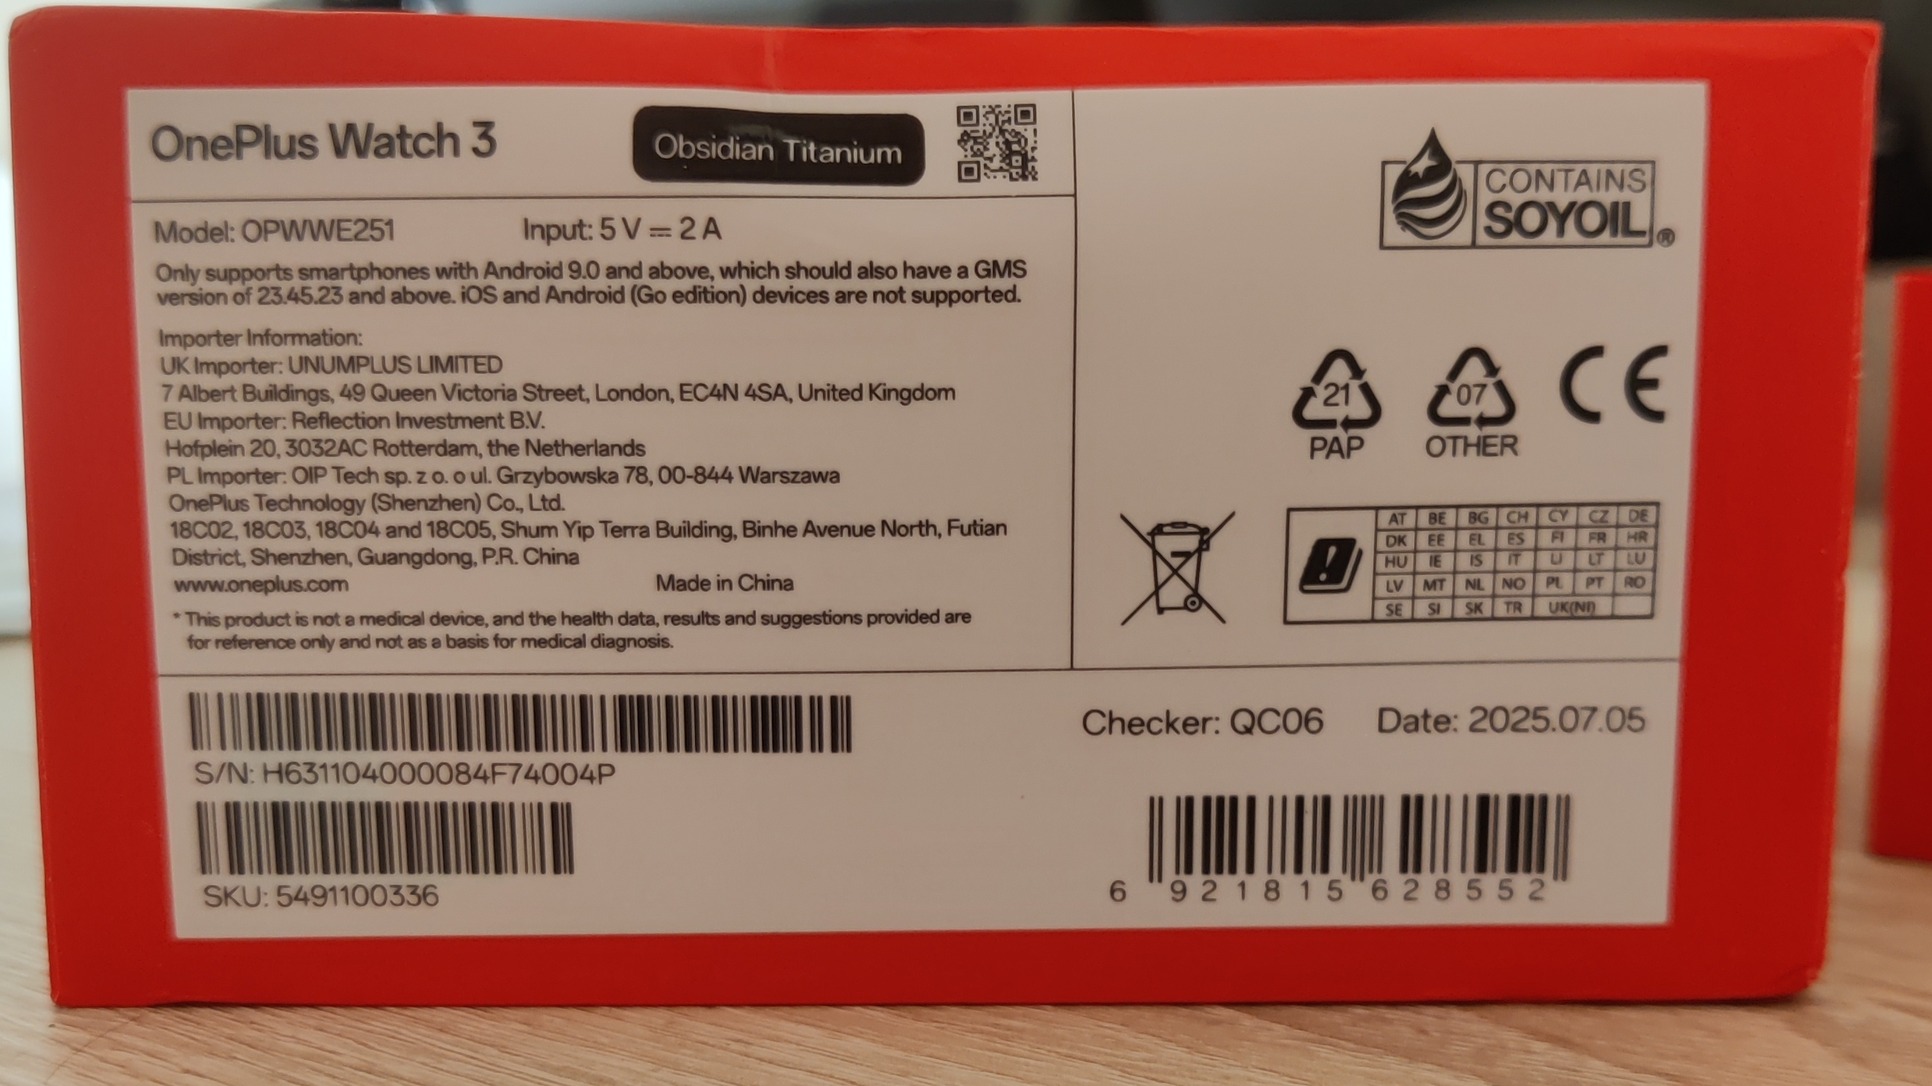 OnePlus Watch 3
Obsidian Titanium
Model: OPWWE251 Input: 5 V ⎓ 2 A
Only supports smartphones with Android 9.0 and above, which should also have a GMS
version of 23.45.23 and above. iOS and Android (Go edition) devices are not supported.
Importer Information:
UK Importer: UNUMPLUS LIMITED
7 Albert Buildings, 49 Queen Victoria Street, London, EC4N 4SA, United Kingdom
EU Importer: Reflection Investment B.V.
Hofplein 20, 3032AC Rotterdam, the Netherlands
PL Importer: OIP Tech sp. z o. o ul. Grzybowska 78, 00-844 Warszawa
OnePlus Technology (Shenzhen) Co., Ltd.
18C02, 18C03, 18C04 and 18C05, Shum Yip Terra Building, Binhe Avenue North, Futian
District, Shenzhen, Guangdong, P.R. China
www.oneplus.com Made in China
* This product is not a medical device, and the health data, results and suggestions provided are
for reference only and not as a basis for medical diagnosis.
CONTAINS
SOYOIL ®
21
PAP
07
OTHER
CE
AT BE BG CH CY CZ DE
DK EE EL ES FI FR HR
HU IE IS IT LI LT LU
LV MT NL NO PL PT RO
SE SI SK TR UK(NI)
S/N: H631104000084F74004P
SKU: 5491100336
Checker: QC06 Date: 2025.07.05
6 921815 628552